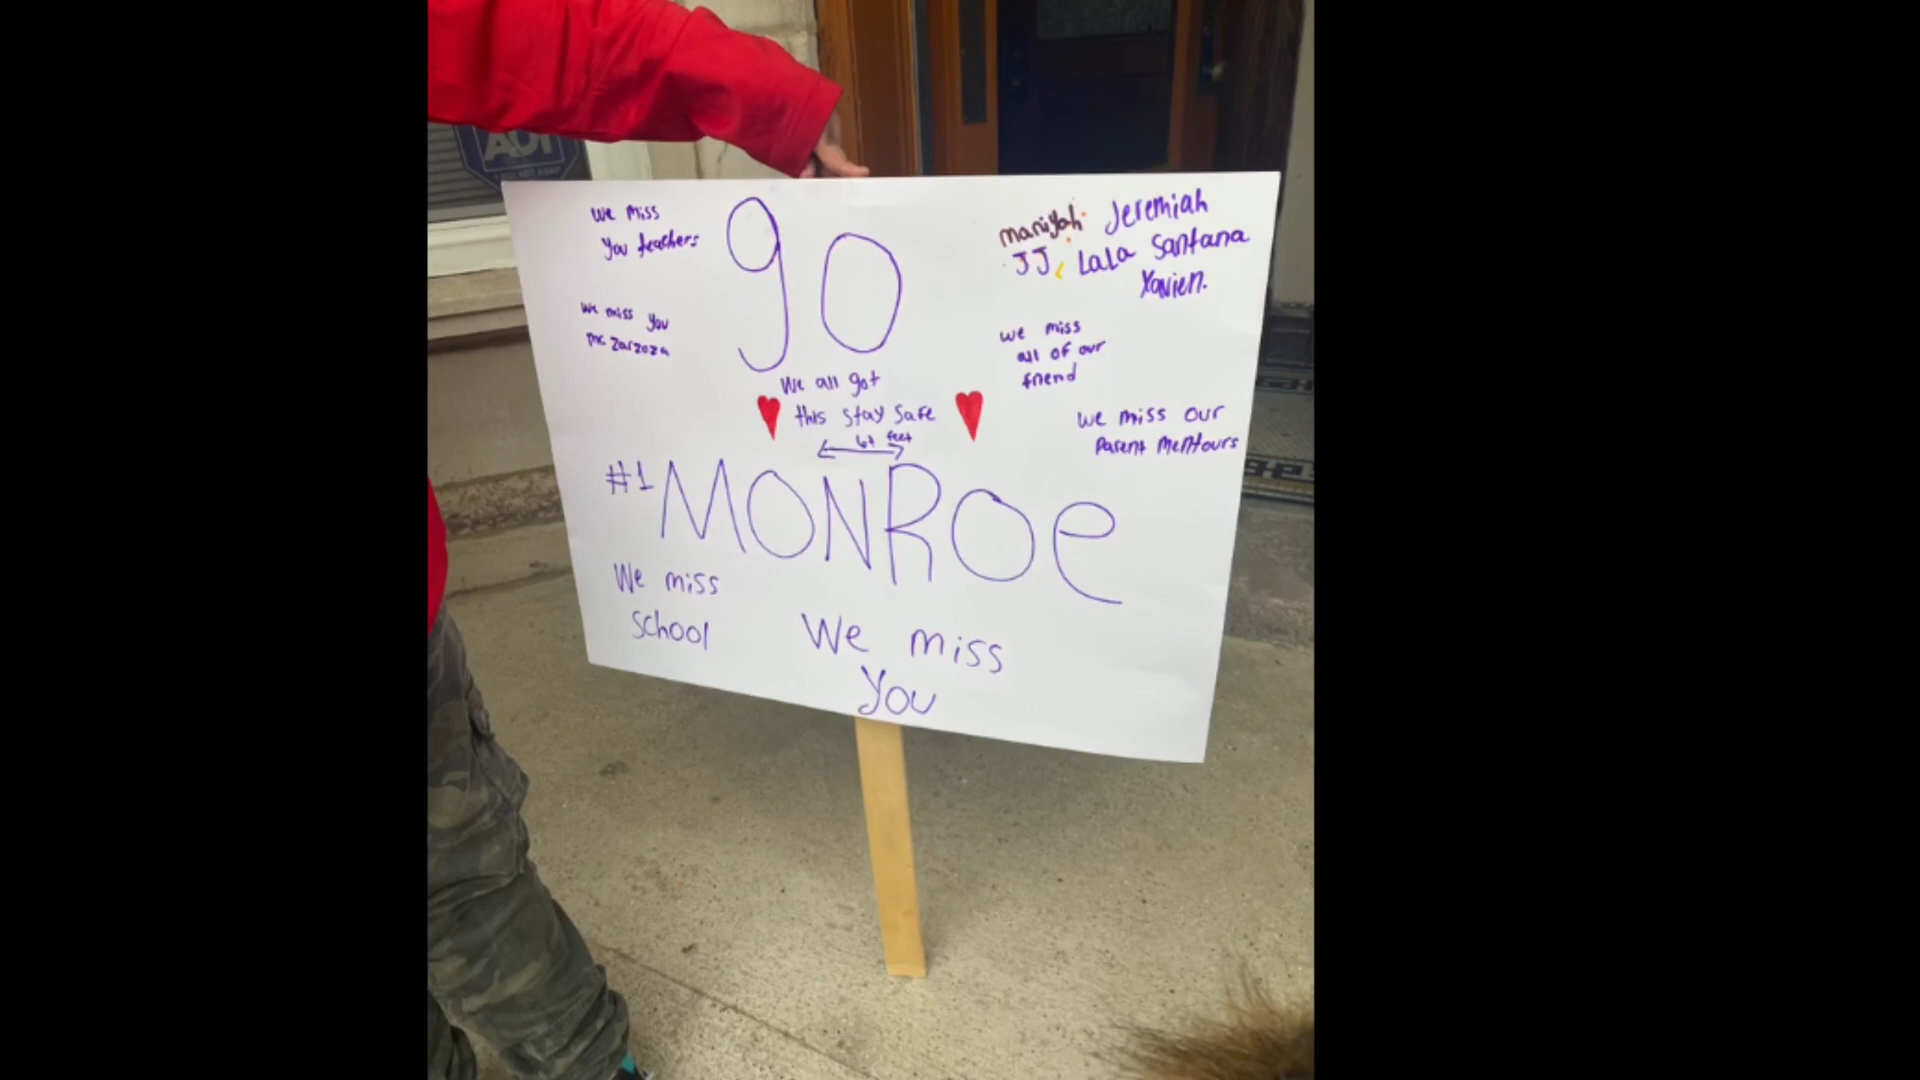 ADT
We miss
You teachers
go
maniyah Jeremiah
JJ LaLa Santana
Xavien.
We miss you
mr. Zarzoza
we miss
all of our
friend
We all got
this stay safe
6t feet
We miss our
Parent Mentours
#1 MONROe
We miss
School
We miss
You